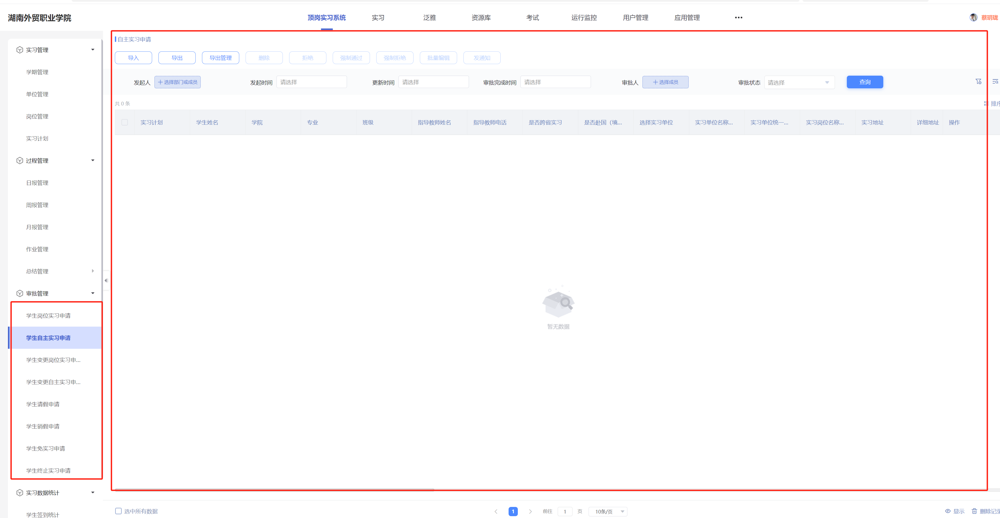 湖南外贸职业学院
顶岗实习系统
实习
泛雅
资源库
考试
运行监控
用户管理
应用管理
•••
蔡玥珑
实习管理
学期管理
单位管理
岗位管理
实习计划
过程管理
日报管理
周报管理
月报管理
作业管理
总结管理
审批管理
学生岗位实习申请
学生自主实习申请
学生变更岗位实习申...
学生变更自主实习申...
学生请假申请
学生销假申请
学生免实习申请
学生终止实习申请
实习数据统计
学生签到统计
自主实习申请
导入
导出
导出管理
删除
拒绝
强制通过
强制拒绝
批量编辑
发通知
发起人 +选择部门或成员
发起时间 请选择
更新时间 请选择
审批完成时间 请选择
审批人 +选择成员
审批状态 请选择
查询
共 0 条
排序
实习计划
学生姓名
学院
专业
班级
指导教师姓名
指导教师电话
是否跨省实习
是否赴国（境...
选择实习单位
实习单位名称...
实习单位统一...
实习岗位名称...
实习地址
详细地址
操作
暂无数据
选中所有数据
1
前往 1 页
10条/页
显示
删除记录